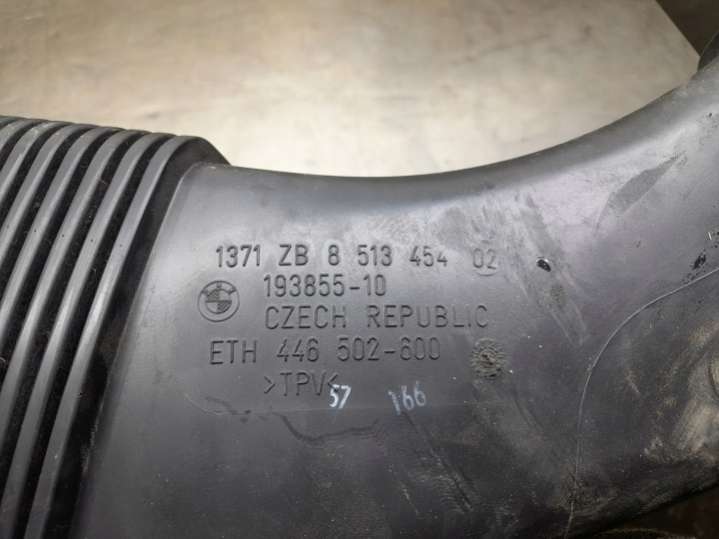 1371 ZB 8 513 454 02
193855-10
CZECH REPUBLIC
ETH 446 502-600
>TPV<
57 166